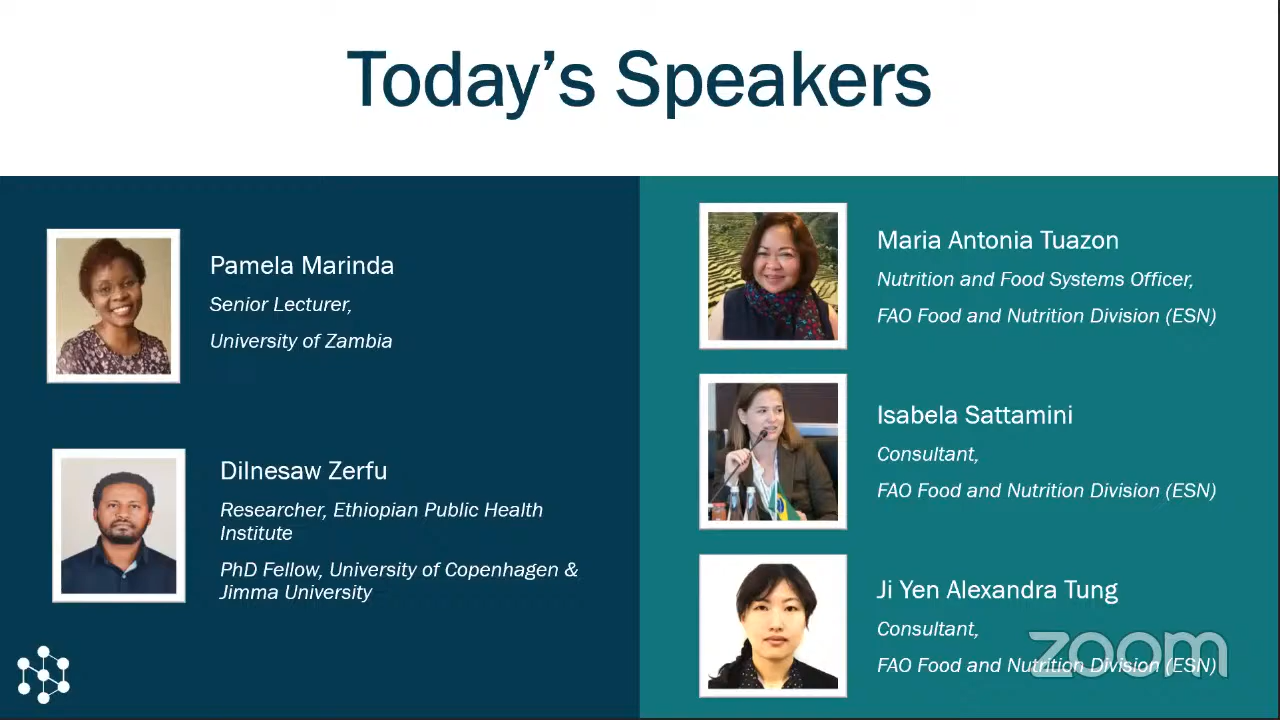 Today’s Speakers
Pamela Marinda
Senior Lecturer,
University of Zambia
Dilnesaw Zerfu
Researcher, Ethiopian Public Health
Institute
PhD Fellow, University of Copenhagen &
Jimma University
Maria Antonia Tuazon
Nutrition and Food Systems Officer,
FAO Food and Nutrition Division (ESN)
Isabela Sattamini
Consultant,
FAO Food and Nutrition Division (ESN)
Ji Yen Alexandra Tung
Consultant,
FAO Food and Nutrition Division (ESN)
zoom